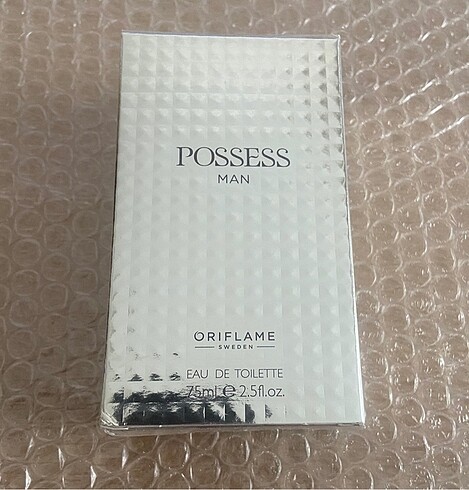 POSSESS
MAN
ORIFLAME
SWEDEN
EAU DE TOILETTE
75ml ℮ 2.5fl.oz.